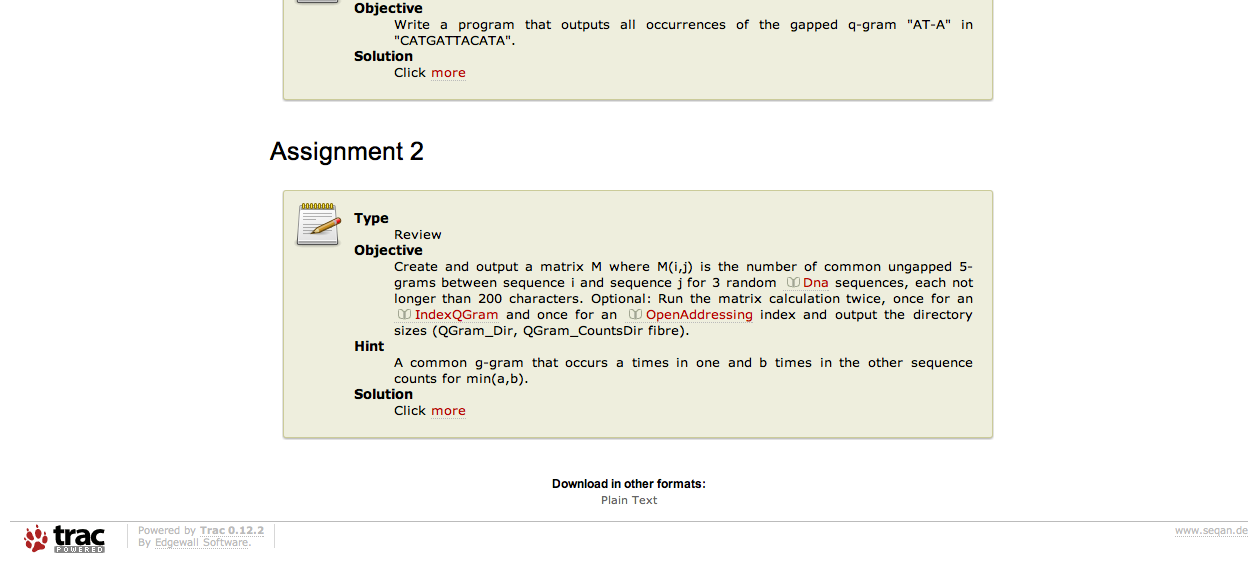 Objective
Write a program that outputs all occurrences of the gapped q-gram "AT-A" in
"CATGATTACATA".
Solution
Click more
Assignment 2
Type
Review
Objective
Create and output a matrix M where M(i,j) is the number of common ungapped 5-
grams between sequence i and sequence j for 3 random Dna sequences, each not
longer than 200 characters. Optional: Run the matrix calculation twice, once for an
IndexQGram and once for an OpenAddressing index and output the directory
sizes (QGram_Dir, QGram_CountsDir fibre).
Hint
A common g-gram that occurs a times in one and b times in the other sequence
counts for min(a,b).
Solution
Click more
Download in other formats:
Plain Text
trac
POWERED
Powered by Trac 0.12.2
By Edgewall Software.
www.seqan.de